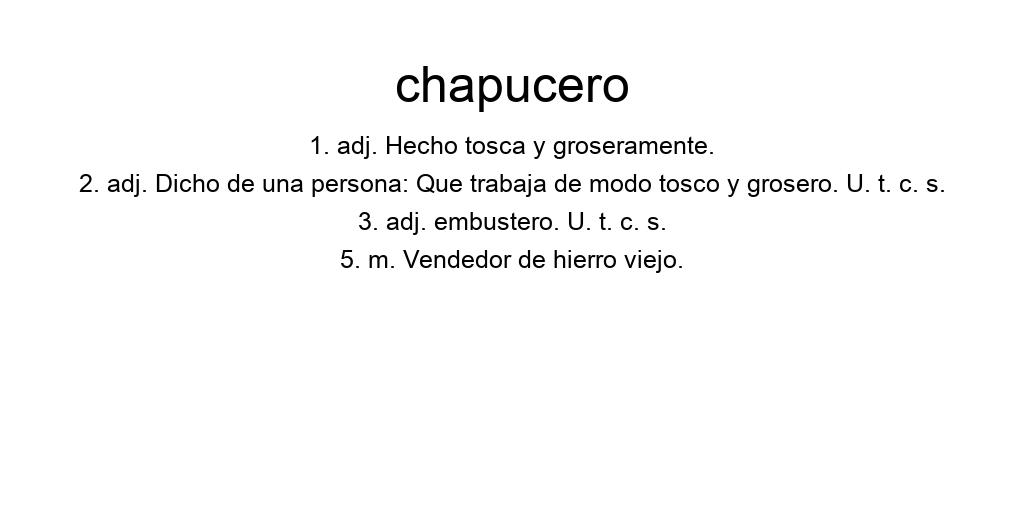 chapucero
1. adj. Hecho tosca y groseramente.
2. adj. Dicho de una persona: Que trabaja de modo tosco y grosero. U. t. c. s.
3. adj. embustero. U. t. c. s.
5. m. Vendedor de hierro viejo.